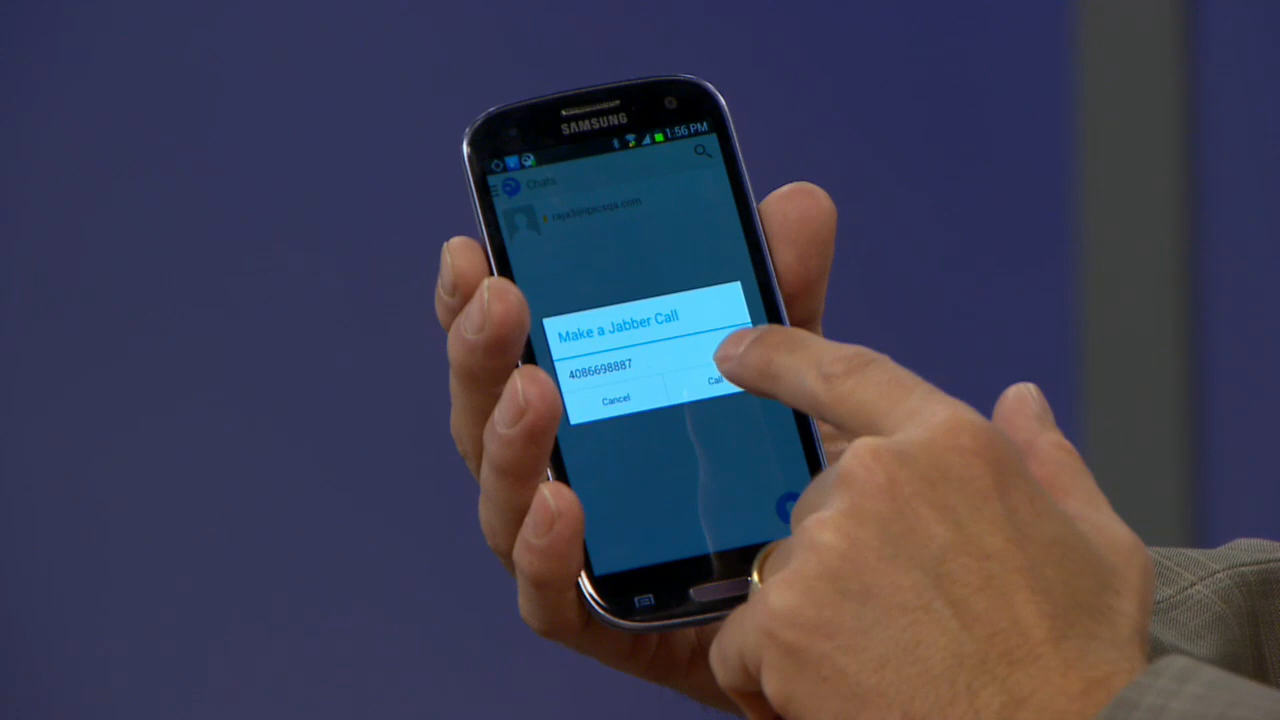 SAMSUNG
1:56 PM
Chats
Make a Jabber Call
4086698887
Cancel
Call